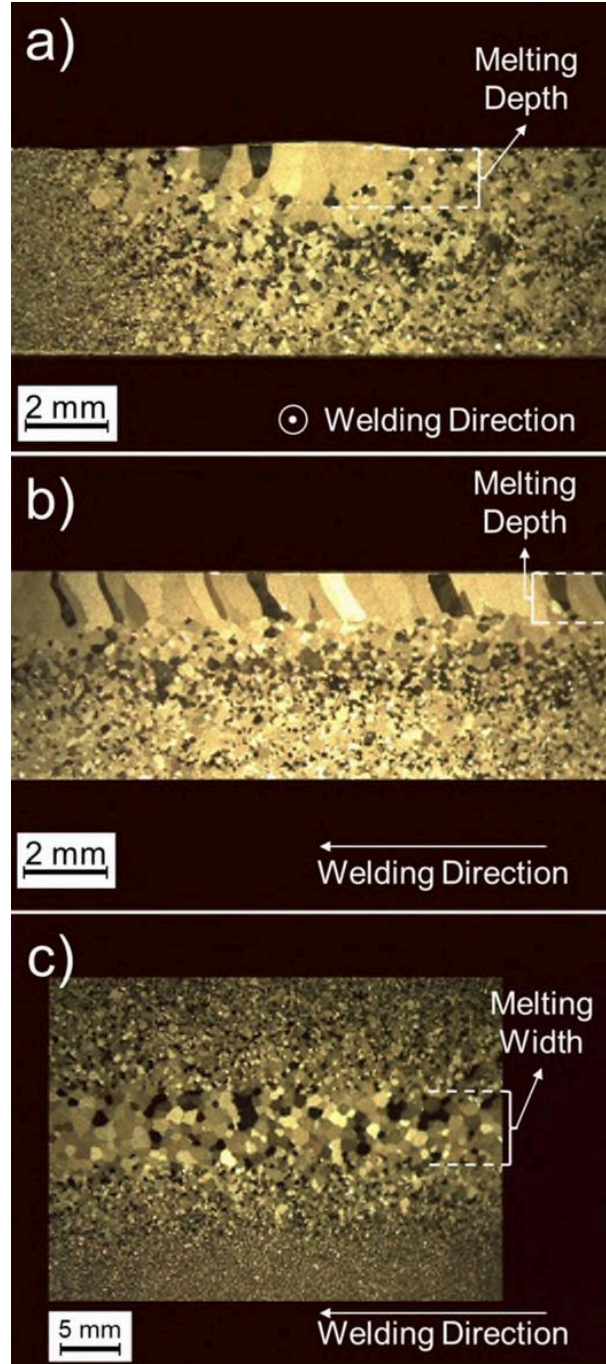 a)
Melting
Depth
2 mm
Welding Direction
b)
Melting
Depth
2 mm
Welding Direction
c)
Melting
Width
5 mm
Welding Direction